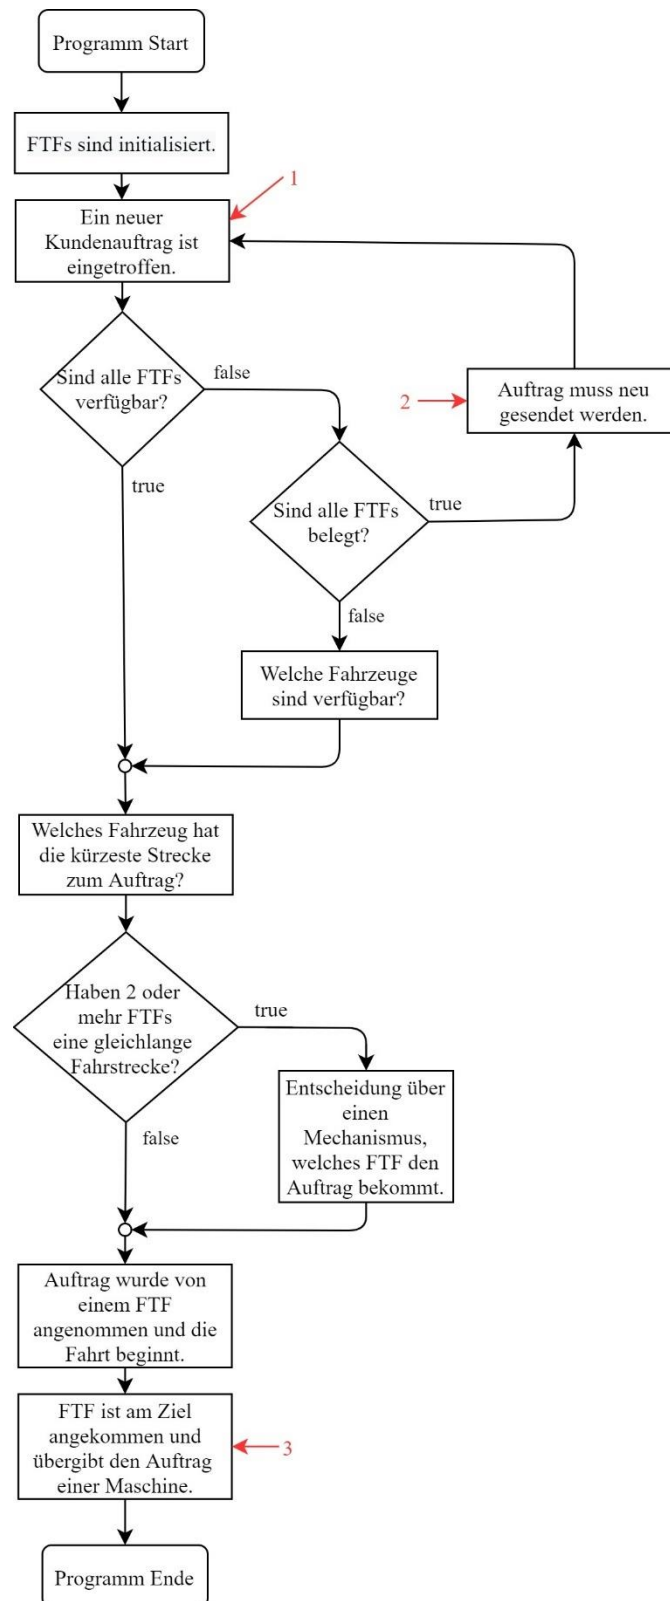 Programm Start
FTFs sind initialisiert.
1
Ein neuer
Kundenauftrag ist
eingetroffen.
Sind alle FTFs
verfügbar?
false
2
Auftrag muss neu
gesendet werden.
true
Sind alle FTFs
belegt?
true
false
Welche Fahrzeuge
sind verfügbar?
Welches Fahrzeug hat
die kürzeste Strecke
zum Auftrag?
Haben 2 oder
mehr FTFs
eine gleichlange
Fahrstrecke?
true
false
Entscheidung über
einen
Mechanismus,
welches FTF den
Auftrag bekommt.
Auftrag wurde von
einem FTF
angenommen und die
Fahrt beginnt.
FTF ist am Ziel
angekommen und
übergibt den Auftrag
einer Maschine.
3
Programm Ende